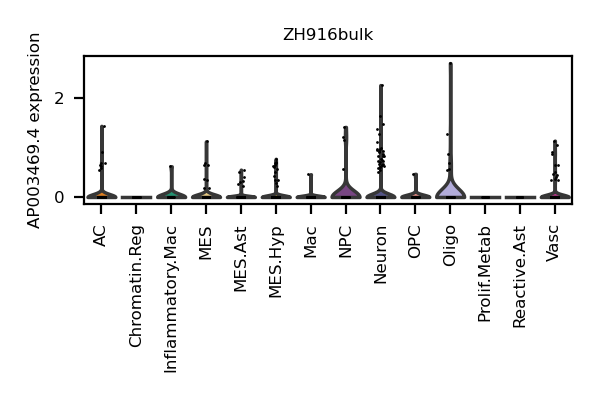 ZH916bulk
AP003469.4 expression
2
0
AC
Chromatin.Reg
Inflammatory.Mac
MES
MES.Ast
MES.Hyp
Mac
NPC
Neuron
OPC
Oligo
Prolif.Metab
Reactive.Ast
Vasc